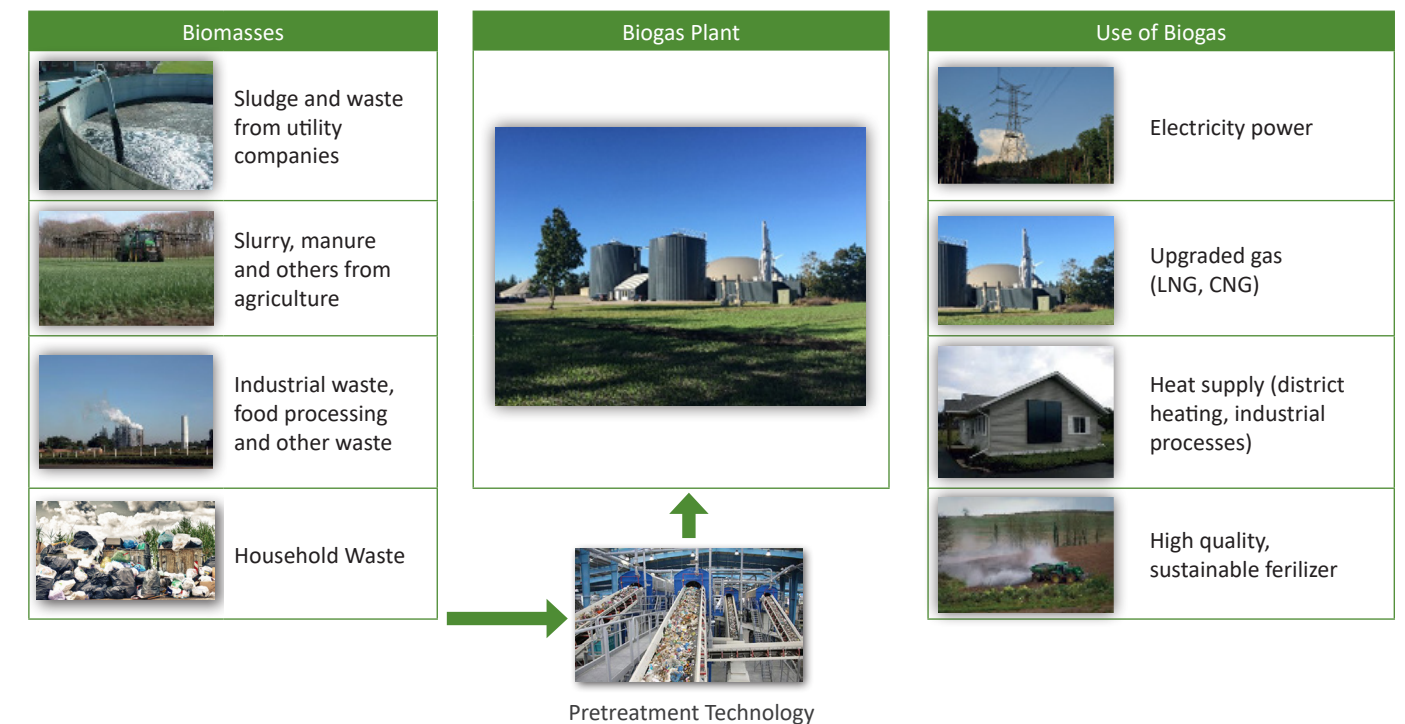 Biomasses
Sludge and waste
from utility
companies
Slurry, manure
and others from
agriculture
Industrial waste,
food processing
and other waste
Household Waste
Biogas Plant
Pretreatment Technology
Use of Biogas
Electricity power
Upgraded gas
(LNG, CNG)
Heat supply (district
heating, industrial
processes)
High quality,
sustainable ferilizer